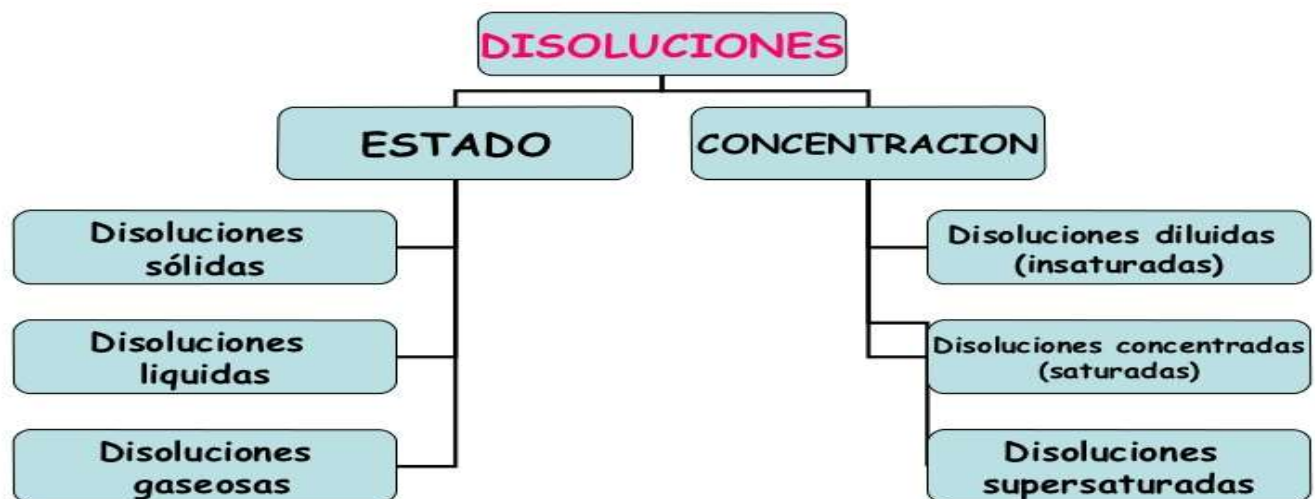 DISOLUCIONES
ESTADO
CONCENTRACION
Disoluciones
sólidas
Disoluciones
liquidas
Disoluciones
gaseosas
Disoluciones diluidas
(insaturadas)
Disoluciones concentradas
(saturadas)
Disoluciones
supersaturadas